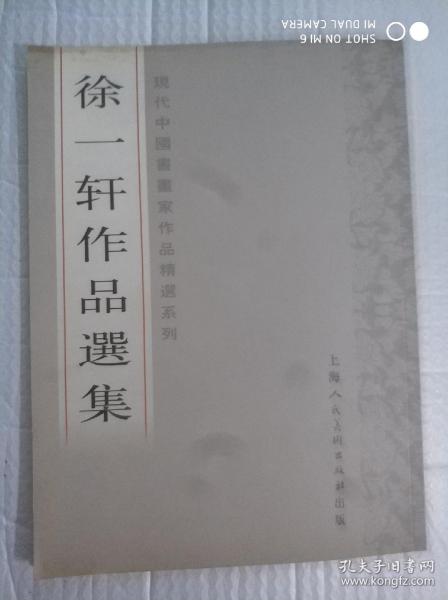 SHOT ON MI 6
MI DUAL CAMERA
徐一轩作品選集
現代中國書畫家作品精選系列
上海人民美術出版社出版
孔夫子旧书网
www.kongfz.com